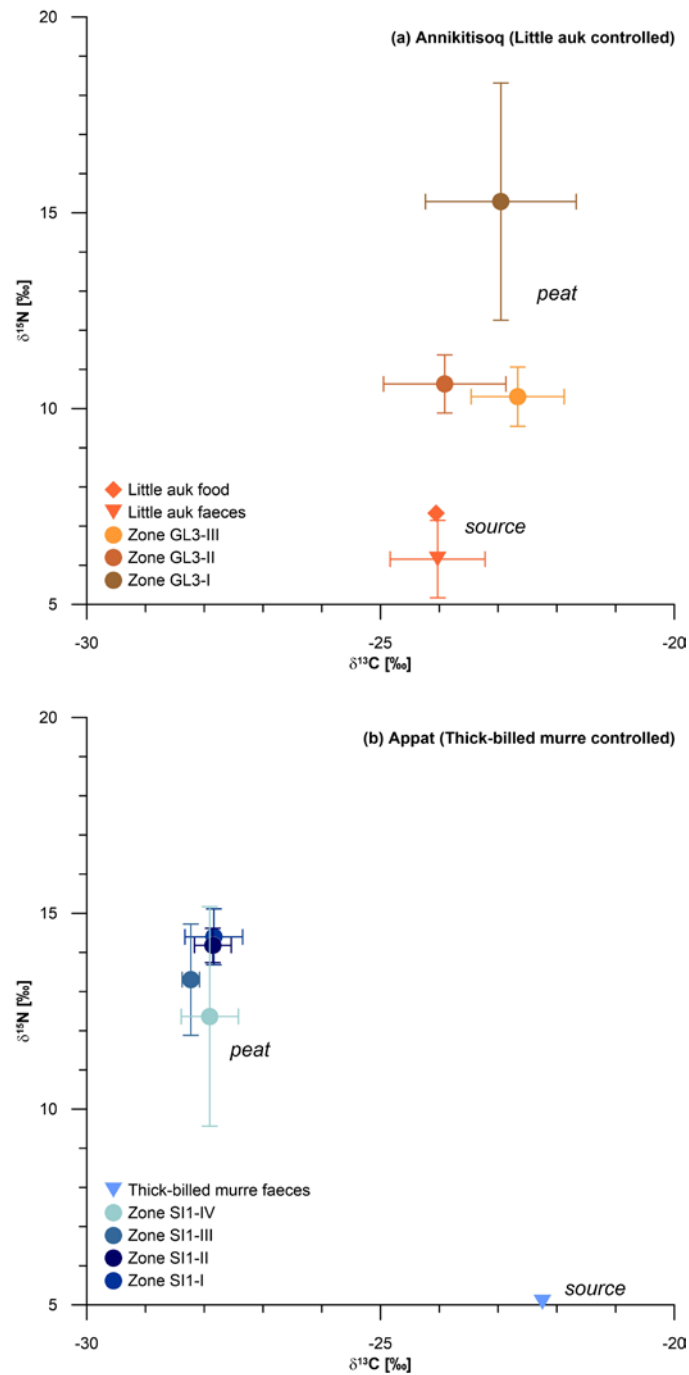 20
(a) Annikitisoq (Little auk controlled)
15
δ15N [‰]
peat
10
Little auk food
source
Little auk faeces
Zone GL3-III
Zone GL3-II
Zone GL3-I
5
-30
-25
-20
δ13C [‰]
20
(b) Appat (Thick-billed murre controlled)
15
δ15N [‰]
peat
10
Thick-billed murre faeces
Zone SI1-IV
Zone SI1-III
Zone SI1-II
Zone SI1-I
source
5
-30
-25
-20
δ13C [‰]